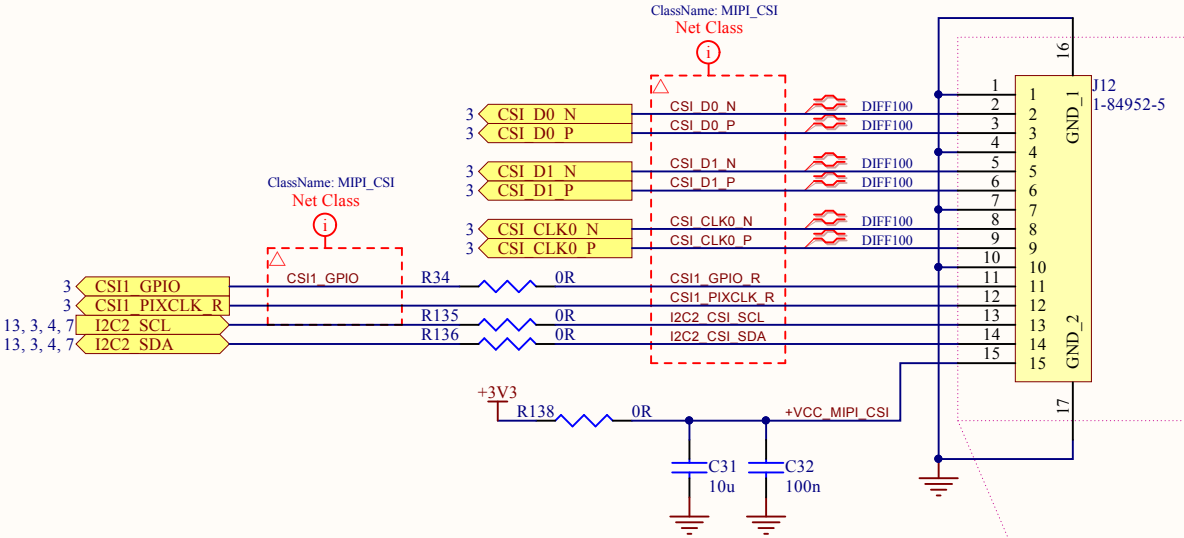 ClassName: MIPI_CSI
Net Class
i
16
J12
1-84952-5
GND_1
1 1
3 CSI_D0_N CSI_D0_N DIFF100 2 2
3 CSI_D0_P CSI_D0_P DIFF100 3 3
4 4
3 CSI_D1_N CSI_D1_N DIFF100 5 5
3 CSI_D1_P CSI_D1_P DIFF100 6 6
ClassName: MIPI_CSI
Net Class
i
7 7
3 CSI_CLK0_N CSI_CLK0_N DIFF100 8 8
3 CSI_CLK0_P CSI_CLK0_P DIFF100 9 9
10 10
3 CSI1_GPIO CSI1_GPIO R34 0R CSI1_GPIO_R 11 11
3 CSI1_PIXCLK_R CSI1_PIXCLK_R 12 12
13, 3, 4, 7 I2C2_SCL R135 0R I2C2_CSI_SCL 13 13
13, 3, 4, 7 I2C2_SDA R136 0R I2C2_CSI_SDA 14 14
15 15
GND_2
17
+3V3
R138 0R +VCC_MIPI_CSI
C31 C32
10u 100n